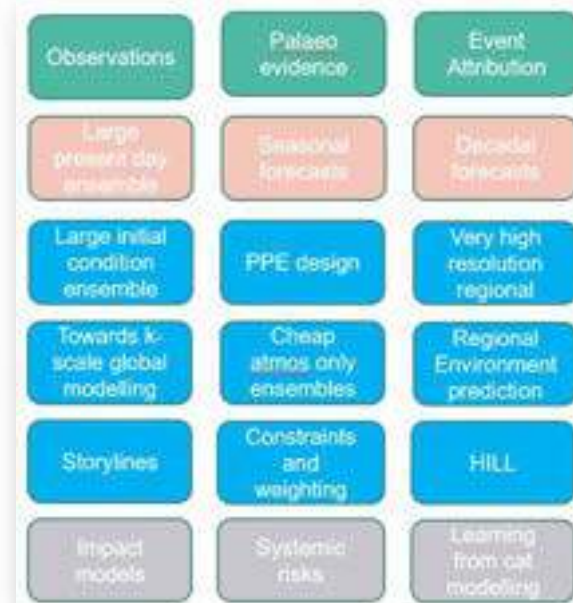 Observations
Palaeo
evidence
Event
Attribution
Large
present day
ensemble
Seasonal
forecasts
Decadal
forecasts
Large initial
condition
ensemble
PPE design
Very high
resolution
regional
Towards k-
scale global
modelling
Cheap
atmos only
ensembles
Regional
Environment
prediction
Storylines
Constraints
and
weighting
HILL
Impact
models
Systemic
risks
Learning
from cat
modelling